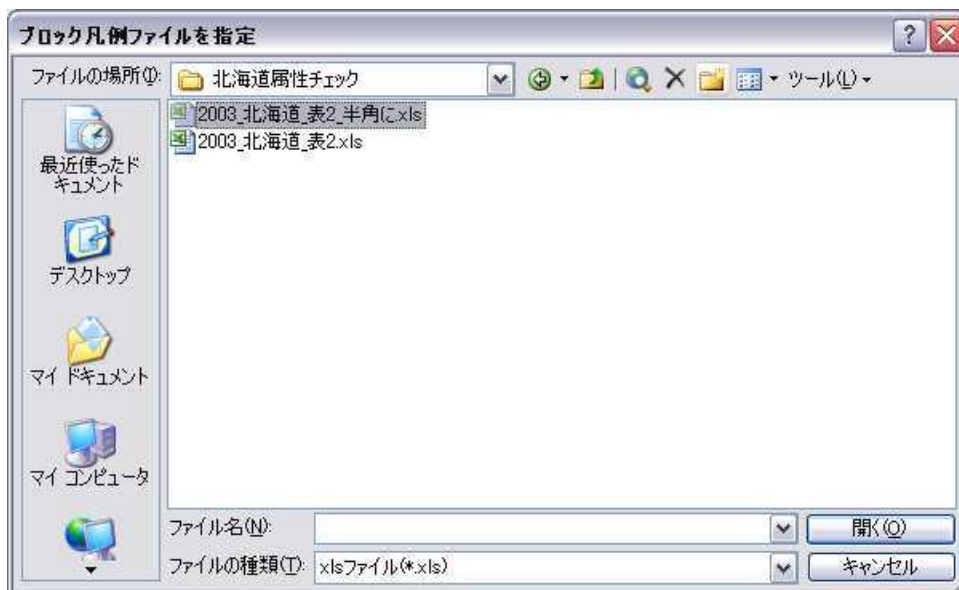 ブロック凡例ファイルを指定
ファイルの場所(I):
北海道属性チェック
ツール(L)
2003_北海道_表2_半角に.xls
2003_北海道_表2.xls
最近使ったド
キュメント
デスクトップ
マイ ドキュメント
マイ コンピュータ
ファイル名(N):
開く(O)
ファイルの種類(T):
xlsファイル(*.xls)
キャンセル